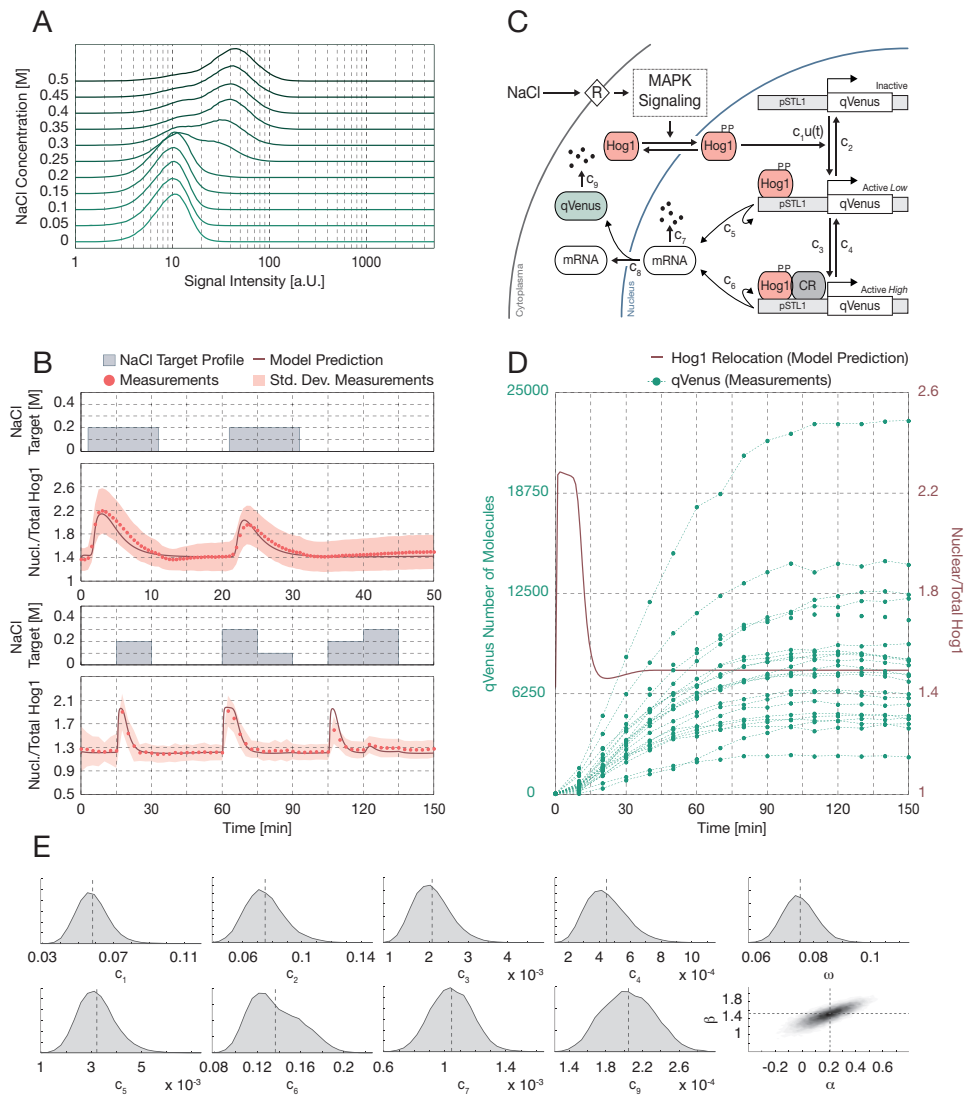 A
NaCl Concentration [M]
0.5
0.45
0.4
0.35
0.3
0.25
0.2
0.15
0.1
0.05
0
1 10 100 1000
Signal Intensity [a.U.]
C
NaCl
R
MAPK
Signaling
Hog1
PP
Hog1
c1u(t)
c2
pSTL1
Inactive
qVenus
PP
Hog1
pSTL1
Active Low
qVenus
c3
c4
PP
Hog1
CR
pSTL1
Active High
qVenus
c5
c6
c7
mRNA
c8
mRNA
qVenus
c9
Cytoplasma
Nucleus
B
NaCl Target Profile
Model Prediction
Measurements
Std. Dev. Measurements
NaCl
Target [M]
0.4
0.2
0
Nucl./Total Hog1
2.6
2.2
1.8
1.4
1
0 10 20 30 40 50
NaCl
Target [M]
0.4
0.2
0
Nucl./Total Hog1
2.1
1.7
1.3
0.9
0.5
0 30 60 90 120 150
Time [min]
D
Hog1 Relocation (Model Prediction)
qVenus (Measurements)
qVenus Number of Molecules
25000
18750
12500
6250
0
Nuclear/Total Hog1
2.6
2.2
1.8
1.4
1
0 30 60 90 120 150
Time [min]
E
0.03 0.07 0.11
c1
0.06 0.1 0.14
c2
2 3 4
c3 x 10-3
2 4 6 8 10
c4 x 10-4
0.06 0.08 0.1
ω
1 3 5
c5 x 10-3
0.08 0.12 0.16 0.2
c6
0.6 1 1.4
c7 x 10-3
1.4 2 2.6
c9 x 10-4
β
1.8
1.4
1
-0.2 0 0.2 0.4 0.6
α